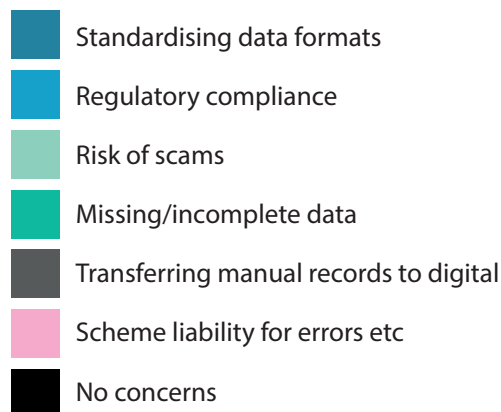 Standardising data formats
Regulatory compliance
Risk of scams
Missing/incomplete data
Transferring manual records to digital
Scheme liability for errors etc
No concerns